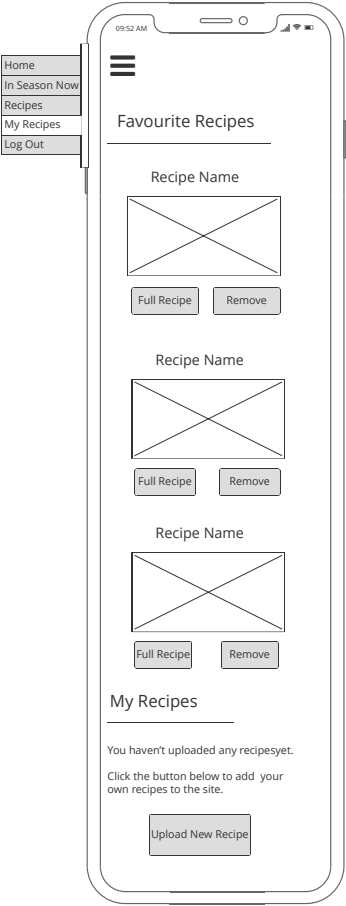 09:52 AM
Home
In Season Now
Recipes
My Recipes
Log Out
Favourite Recipes
Recipe Name
Full Recipe
Remove
Recipe Name
Full Recipe
Remove
Recipe Name
Full Recipe
Remove
My Recipes
You haven’t uploaded any recipesyet.
Click the button below to add  your
own recipes to the site.
Upload New Recipe